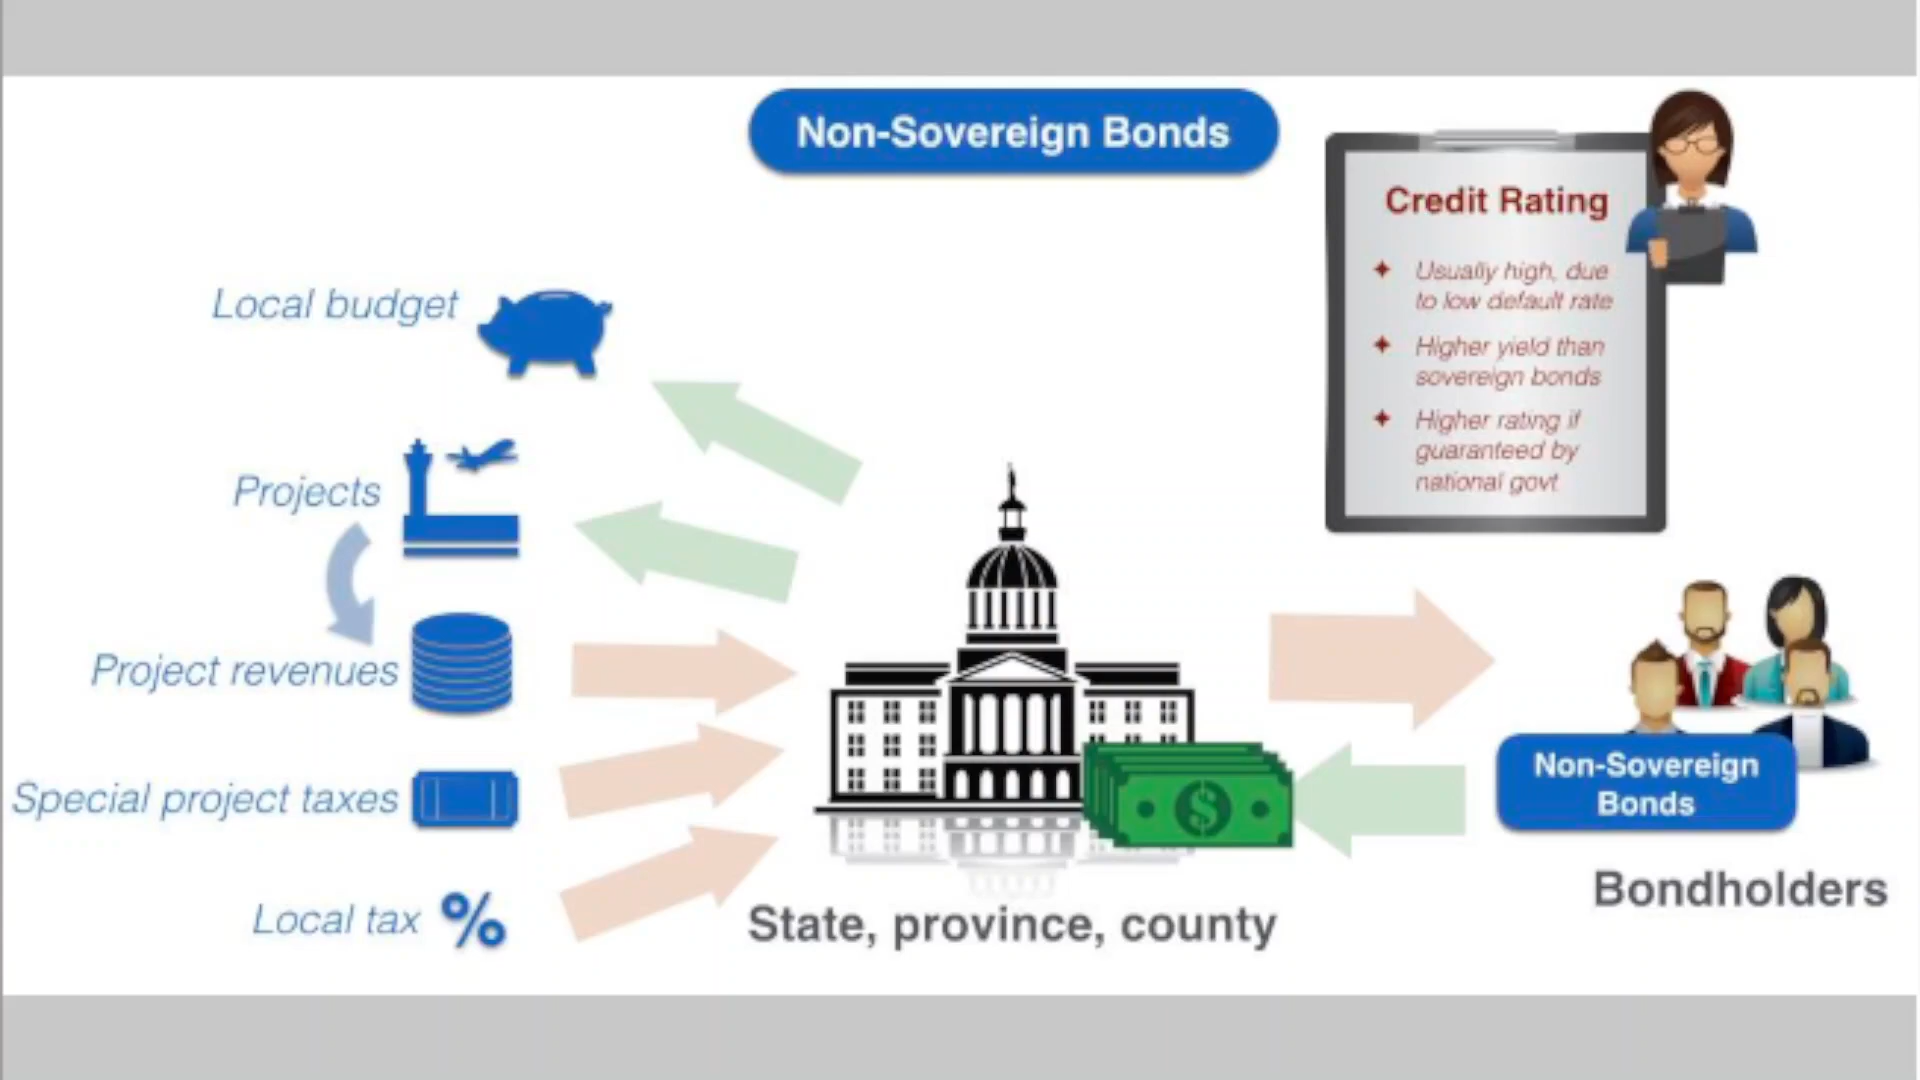 Non-Sovereign Bonds
Credit Rating
Usually high, due
to low default rate
Higher yield than
sovereign bonds
Higher rating if
guaranteed by
national govt
Local budget
Projects
Project revenues
Special project taxes
Local tax %
State, province, county
$
Non-Sovereign
Bonds
Bondholders